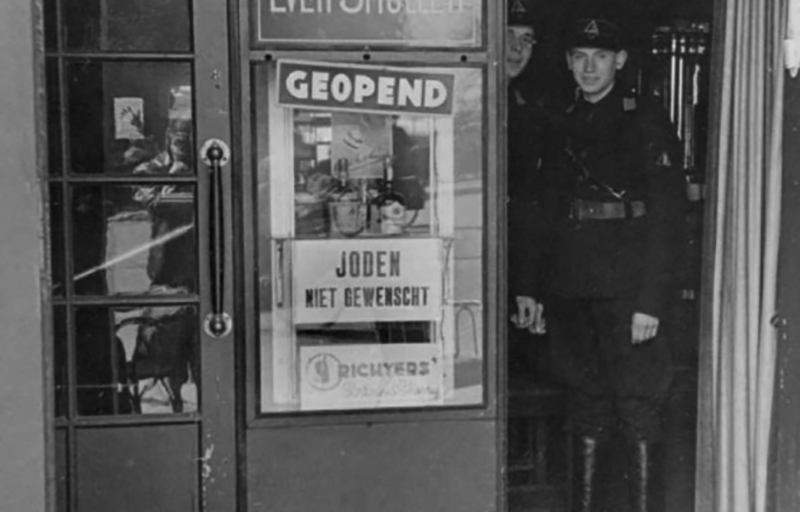 GEOPEND
JODEN
NIET GEWENSCHT
RICHTERS'